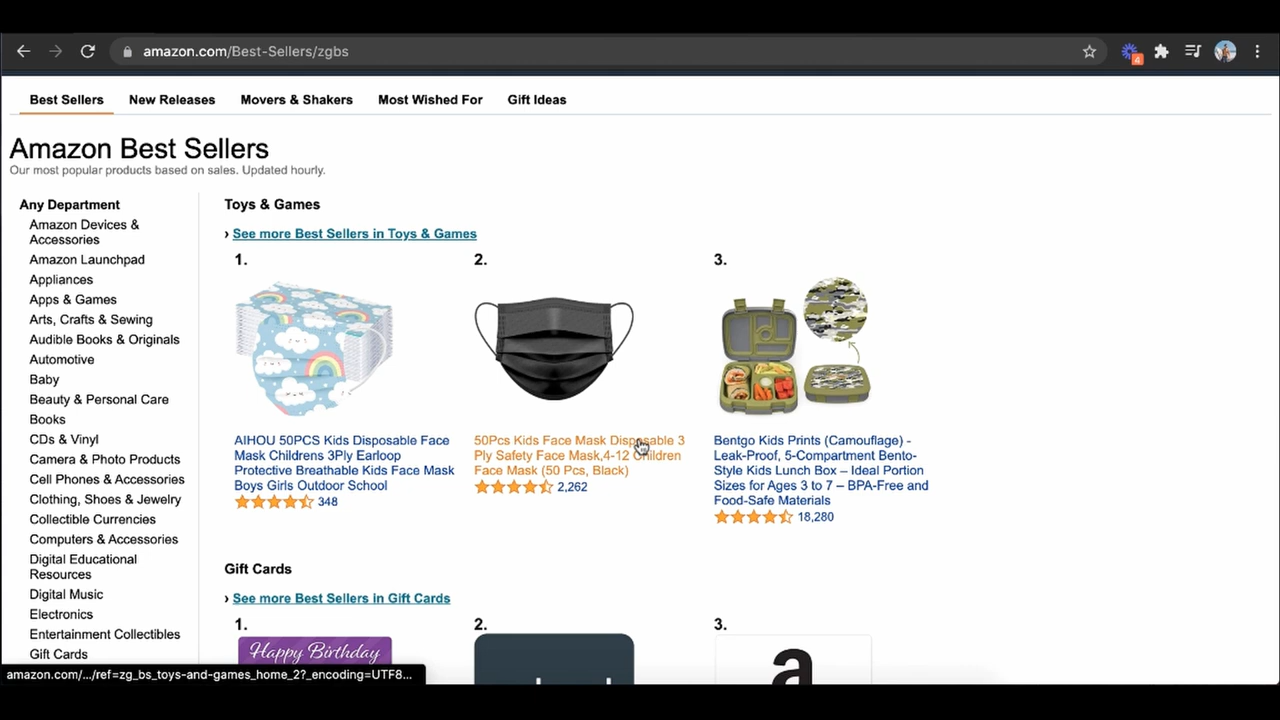 amazon.com/Best-Sellers/zgbs
4
Best Sellers
New Releases
Movers & Shakers
Most Wished For
Gift Ideas
Amazon Best Sellers
Our most popular products based on sales. Updated hourly.
Any Department
Amazon Devices &
Accessories
Amazon Launchpad
Appliances
Apps & Games
Arts, Crafts & Sewing
Audible Books & Originals
Automotive
Baby
Beauty & Personal Care
Books
CDs & Vinyl
Camera & Photo Products
Cell Phones & Accessories
Clothing, Shoes & Jewelry
Collectible Currencies
Computers & Accessories
Digital Educational
Resources
Digital Music
Electronics
Entertainment Collectibles
Gift Cards
Toys & Games
› See more Best Sellers in Toys & Games
1.
AIHOU 50PCS Kids Disposable Face
Mask Childrens 3Ply Earloop
Protective Breathable Kids Face Mask
Boys Girls Outdoor School
348
2.
50Pcs Kids Face Mask Disposable 3
Ply Safety Face Mask,4-12 Children
Face Mask (50 Pcs, Black)
2,262
3.
Bentgo Kids Prints (Camouflage) -
Leak-Proof, 5-Compartment Bento-
Style Kids Lunch Box – Ideal Portion
Sizes for Ages 3 to 7 – BPA-Free and
Food-Safe Materials
18,280
Gift Cards
› See more Best Sellers in Gift Cards
1.
Happy Birthday
2.
3.
a
amazon.com/.../ref=zg_bs_toys-and-games_home_2?_encoding=UTF8...